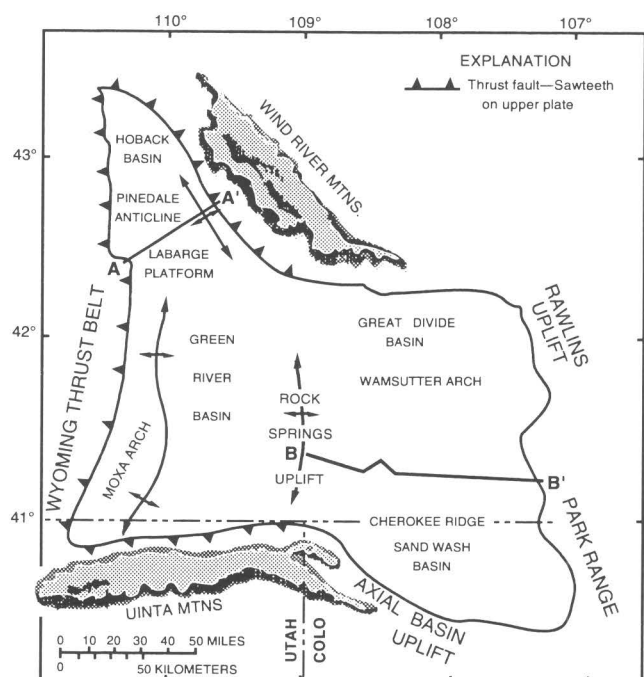 110° 109° 108° 107°
EXPLANATION
Thrust fault—Sawteeth
on upper plate
43°
42°
41°
HOBACK
BASIN
WIND RIVER MTNS.
PINEDALE
ANTICLINE
A'
A
LABARGE
PLATFORM
WYOMING THRUST BELT
GREEN
RIVER
BASIN
MOXA ARCH
GREAT DIVIDE
BASIN
RAWLINS
UPLIFT
WAMSUTTER ARCH
ROCK
SPRINGS
UPLIFT
B
B'
CHEROKEE RIDGE
SAND WASH
BASIN
PARK RANGE
AXIAL BASIN
UPLIFT
UINTA MTNS
UTAH
COLO
0 10 20 30 40 50 MILES
0 50 KILOMETERS